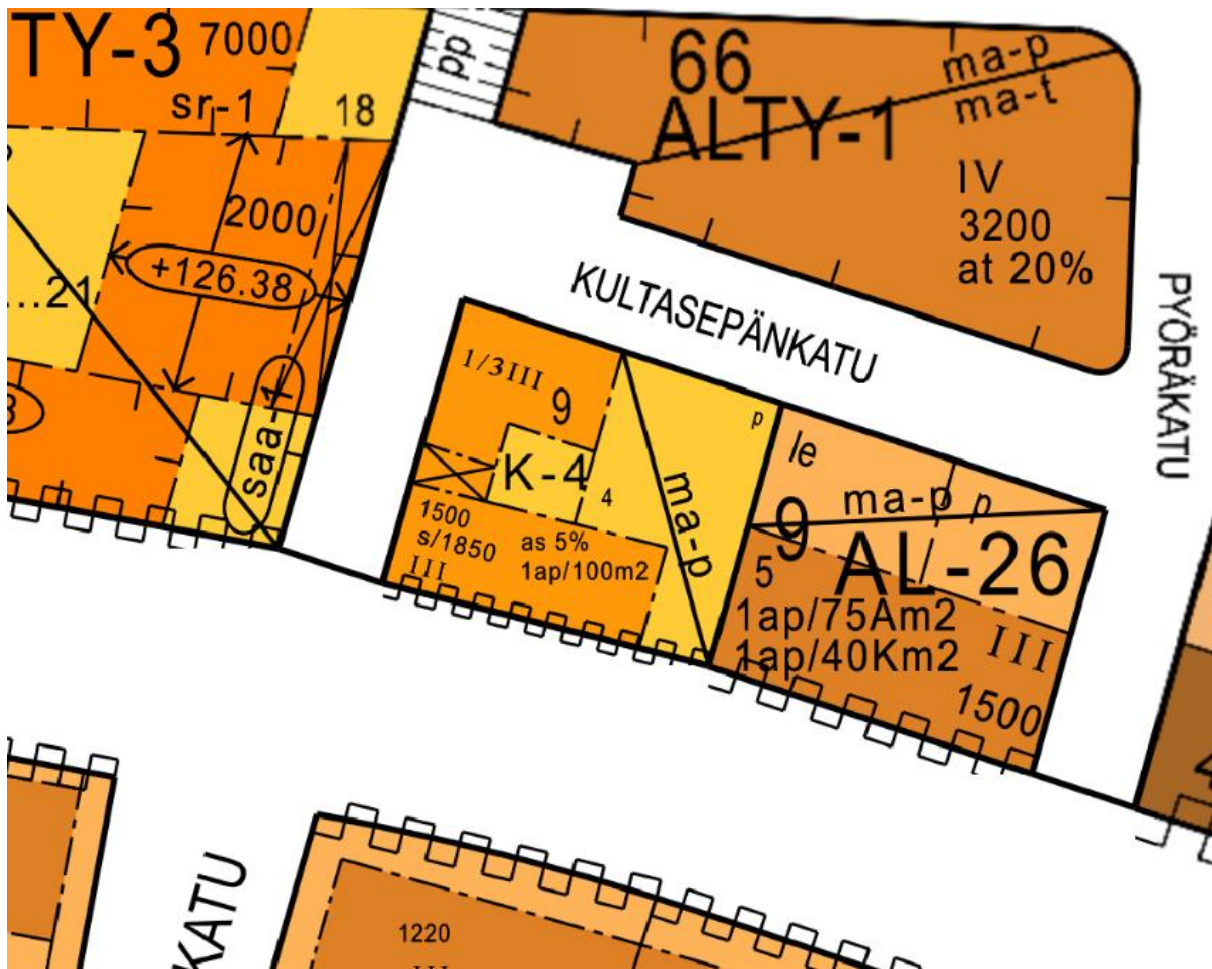 TY-3
7000
sr-1
18
pp
2000
+126.38
...21
saa-1
66
ALTY-1
ma-p
ma-t
IV
3200
at 20%
KULTASEPÄNKATU
PYÖRÄKATU
1/3III
9
K-4
4
p
ma-p
1500
s/1850
III
as 5%
1ap/100m2
le
ma-p
p
9
AL-26
5
1ap/75Am2
1ap/40Km2
III
1500
4
KATU
1220